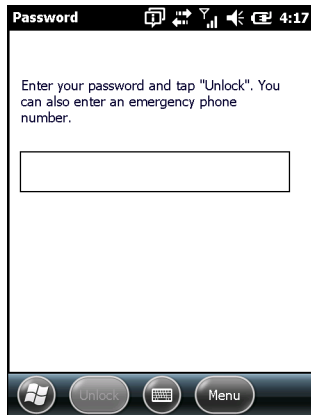 Password 4:17
Enter your password and tap "Unlock". You
can also enter an emergency phone
number.
Unlock Menu